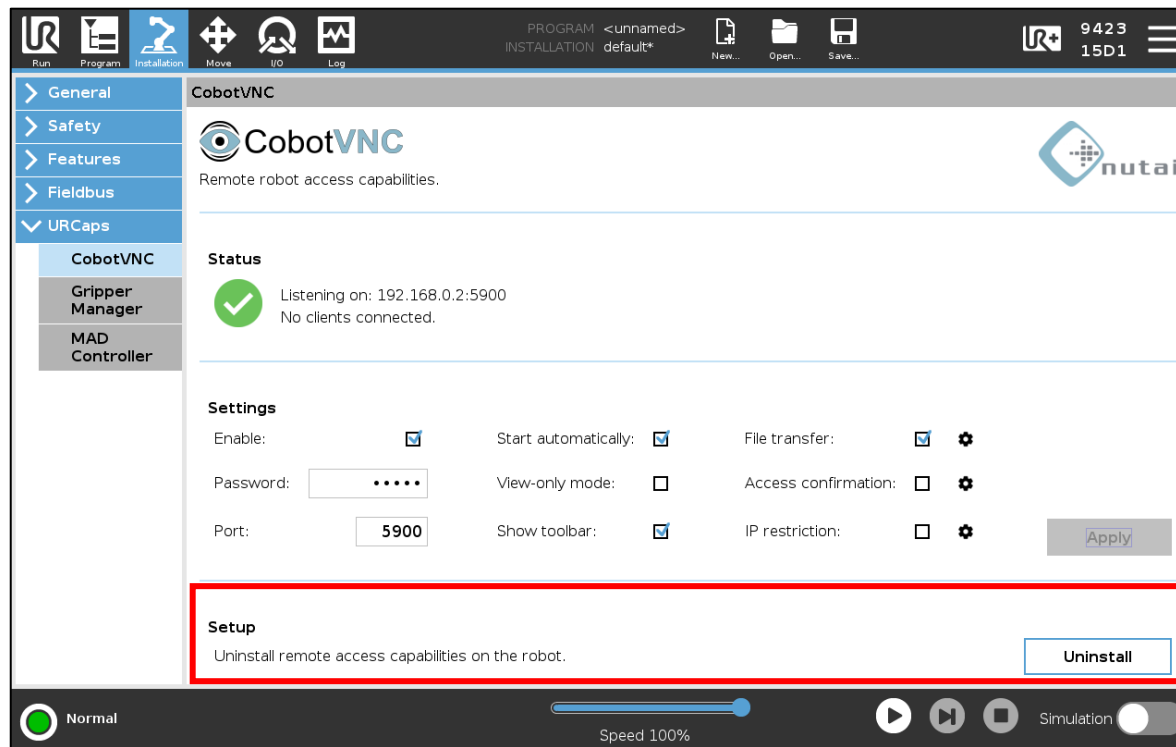 PROGRAM <unnamed>
INSTALLATION default*
UR+
9423
15D1
UR
Run
Program
Installation
Move
I/O
Log
New...
Open...
Save...
General
Safety
Features
Fieldbus
URCaps
CobotVNC
Gripper
Manager
MAD
Controller
CobotVNC
CobotVNC
nutai
Remote robot access capabilities.
Status
Listening on: 192.168.0.2:5900
No clients connected.
Settings
Enable:
Start automatically:
File transfer:
Password:
•••••
View-only mode:
Access confirmation:
Port:
5900
Show toolbar:
IP restriction:
Apply
Setup
Uninstall remote access capabilities on the robot.
Uninstall
Normal
Speed 100%
Simulation